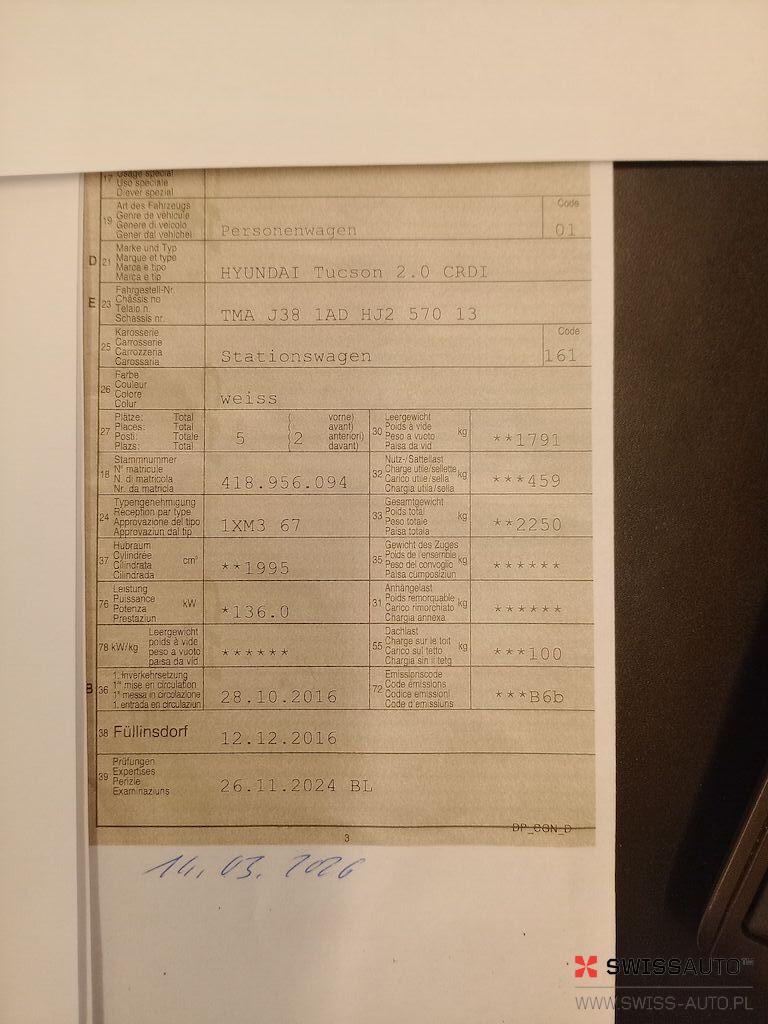 17 Usage spécial
Uso speciale
Diever spezial
19 Art des Fahrzeugs
Genre de véhicule
Genere di veicolo
Gener dal vehichel
Personenwagen
Code
01
D 21 Marke und Typ
Marque et type
Marca e tipo
Marca e tip
HYUNDAI Tucson 2.0 CRDI
E 23 Fahrgestell-Nr.
Châssis no
Telaio n.
Schassis nr.
TMA J38 1AD HJ2 570 13
25 Karosserie
Carrosserie
Carrozzeria
Carossaria
Stationswagen
Code
161
26 Farbe
Couleur
Colore
Colur
weiss
27 Plätze: Total
Places: Total
Posti: Totale
Plazs: Total
5
( vorne)
avant)
anteriori)
( davant)
2
30 Leergewicht
Poids à vide
Peso a vuoto
Paisa da vid
kg
**1791
18 Stammnummer
N° matricule
N. di matricola
Nr. da matricla
418.956.094
32 Nutz-/Sattellast
Charge utile/sellette
Carico utile/sella
Chargia utila/sella
kg
***459
24 Typengenehmigung
Réception par type
Approvazione del tipo
Approvaziun dal tip
1XM3 67
33 Gesamtgewicht
Poids total
Peso totale
Paisa totala
kg
**2250
37 Hubraum
Cylindrée
Cilindrata
Cilindrada
cm³
**1995
35 Gewicht des Zuges
Poids de l'ensemble
Peso del convoglio
Paisa cumposiziun
kg
******
76 Leistung
Puissance
Potenza
Prestaziun
kW
*136.0
31 Anhängelast
Poids remorquable
Carico rimorchiato
Chargia annexa
kg
******
78 kW/kg
Leergewicht
poids à vide
peso a vuoto
paisa da vid
******
55 Dachlast
Charge sur le toit
Carico sul tetto
Chargia sin il tetg
kg
***100
B 36 1. Inverkehrsetzung
1re mise en circulation
1a messa in circolazione
1. entrada en circulaziun
28.10.2016
72 Emissionscode
Code émissions
Codice emissioni
Code d'emissiuns
***B6b
38 Füllinsdorf
12.12.2016
39 Prüfungen
Expertises
Perizie
Examinaziuns
26.11.2024 BL
DP_CGN_D
3
14.03.2026
SWISSAUTO™
WWW.SWISS-AUTO.PL